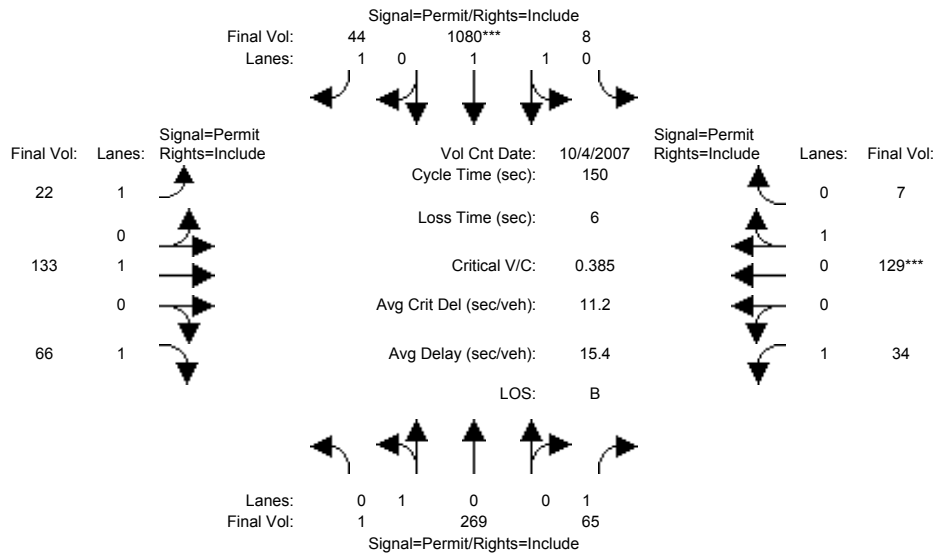 Signal=Permit/Rights=Include
Final Vol: 44 1080*** 8
Lanes: 1 0 1 1 0
Signal=Permit Signal=Permit
Final Vol: Lanes: Rights=Include Vol Cnt Date: 10/4/2007 Rights=Include Lanes: Final Vol:
Cycle Time (sec): 150
22 1 0 7
Loss Time (sec): 6
0 1
133 1 Critical V/C: 0.385 0 129***
0 Avg Crit Del (sec/veh): 11.2 0
66 1 Avg Delay (sec/veh): 15.4 1 34
LOS: B
Lanes: 0 1 0 0 1
Final Vol: 1 269 65
Signal=Permit/Rights=Include